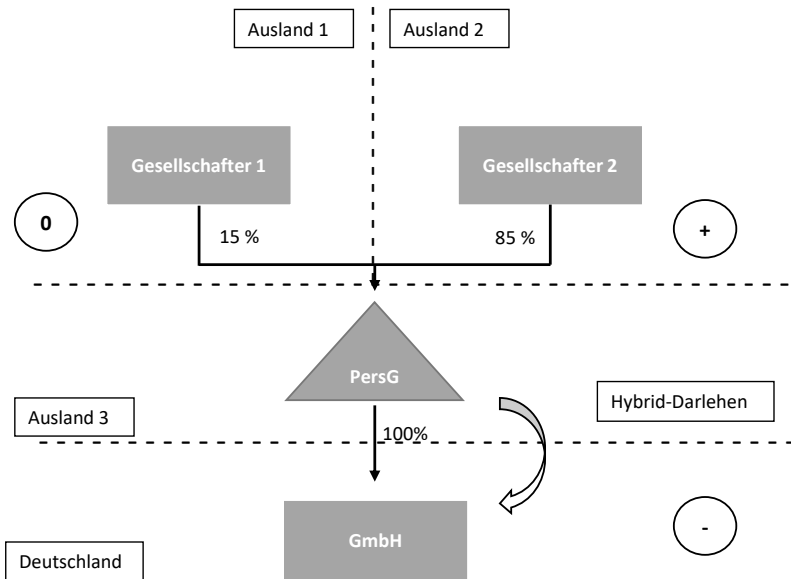 Ausland 1
Ausland 2
Gesellschafter 1
Gesellschafter 2
0
15 %
85 %
+
PersG
Hybrid-Darlehen
Ausland 3
100%
GmbH
-
Deutschland